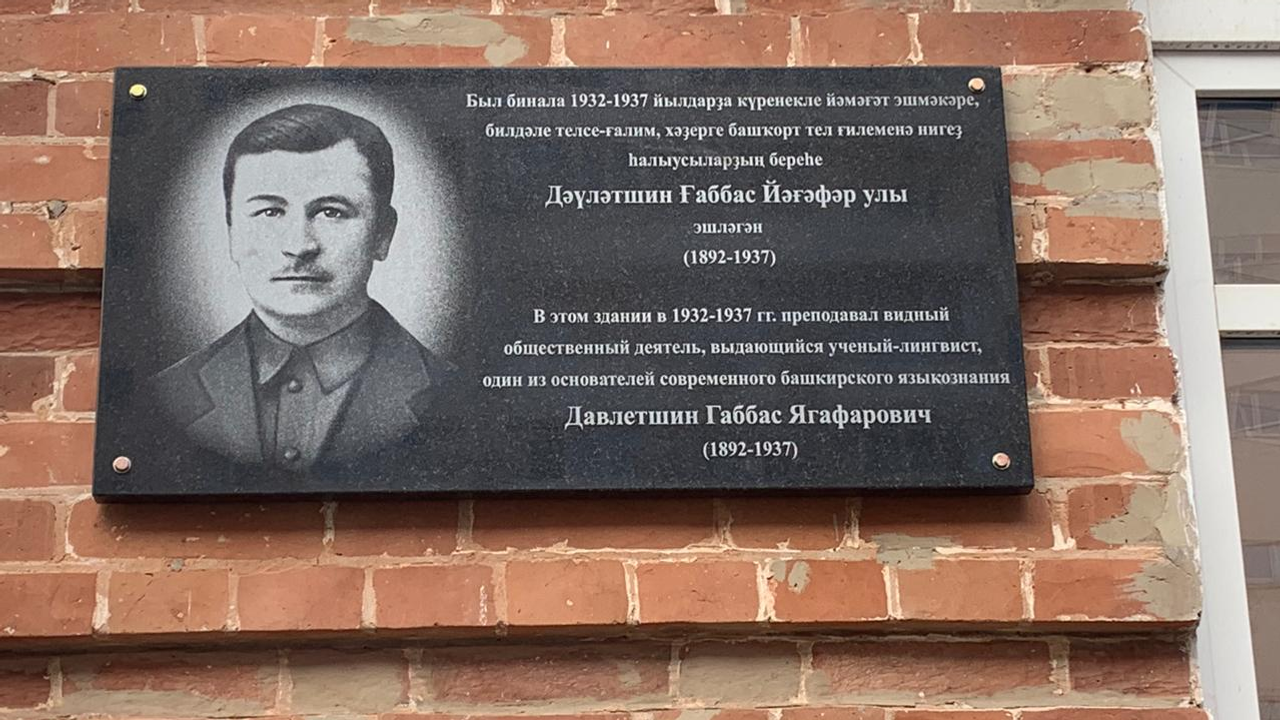 Был бинала 1932-1937 йылдарҙа күренекле йәмәғәт эшмәкәре,
билдәле телсе-ғалим, хәҙерге башҡорт тел ғилеменә нигеҙ
һалыусыларҙың береһе
Дәүләтшин Ғаббас Йәғәфәр улы
эшләгән
(1892-1937)
В этом здании в 1932-1937 гг. преподавал видный
общественный деятель, выдающийся ученый-лингвист,
один из основателей современного башкирского языкознания
Давлетшин Габбас Ягафарович
(1892-1937)